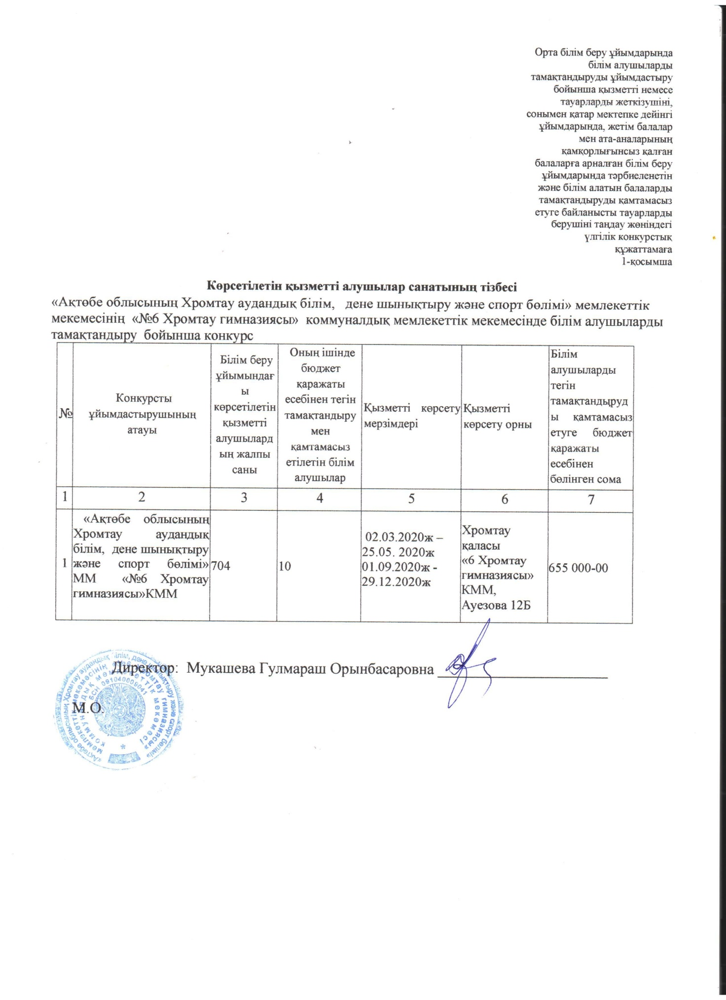 Орта білім беру ұйымдарында
білім алушыларды
тамақтандыруды ұйымдастыру
бойынша қызметті немесе
тауарларды жеткізушіні,
сонымен қатар мектепке дейінгі
ұйымдарында, жетім балалар
мен ата-аналарының
қамқорлығынсыз қалған
балаларға арналған білім беру
ұйымдарында тәрбиеленетін
және білім алатын балаларды
тамақтандыруды қамтамасыз
етуге байланысты тауарларды
берушіні таңдау жөніндегі
үлгілік конкурстық
құжаттамаға
1-қосымша
Көрсетілетін қызметті алушылар санатының тізбесі
«Ақтөбе облысының Хромтау аудандық білім, дене шынықтыру және спорт бөлімі» мемлекеттік
мекемесінің «№6 Хромтау гимназиясы» коммуналдық мемлекеттік мекемесінде білім алушыларды
тамақтандыру бойынша конкурс
№
Конкурсты
ұйымдастырушының
атауы
Білім беру
ұйымындағ
ы
көрсетілетін
қызметті
алушылард
ың жалпы
саны
Оның ішінде
бюджет
қаражаты
есебінен тегін
тамақтандыру
мен
қамтамасыз
етілетін білім
алушылар
Қызметті көрсету
мерзімдері
Қызметті
көрсету орны
Білім
алушыларды
тегін
тамақтандыруд
ы қамтамасыз
етуге бюджет
қаражаты
есебінен
бөлінген сома
1 2 3 4 5 6 7
1
«Ақтөбе облысының
Хромтау аудандық
білім, дене шынықтыру
және спорт бөлімі»
ММ «№6 Хромтау
гимназиясы»КММ
704
10
02.03.2020ж –
25.05. 2020ж
01.09.2020ж -
29.12.2020ж
Хромтау
қаласы
«6 Хромтау
гимназиясы»
КММ,
Ауезова 12Б
655 000-00
Директор: Мукашева Гулмараш Орынбасаровна
М.О.
«Ақтөбе облысының Хромтау аудандық білім, дене шынықтыру және спорт бөлімі»
мемлекеттік мекемесінің «№6 Хромтау гимназиясы»
коммуналдық мемлекеттік мекемесі
БСН 091040009041